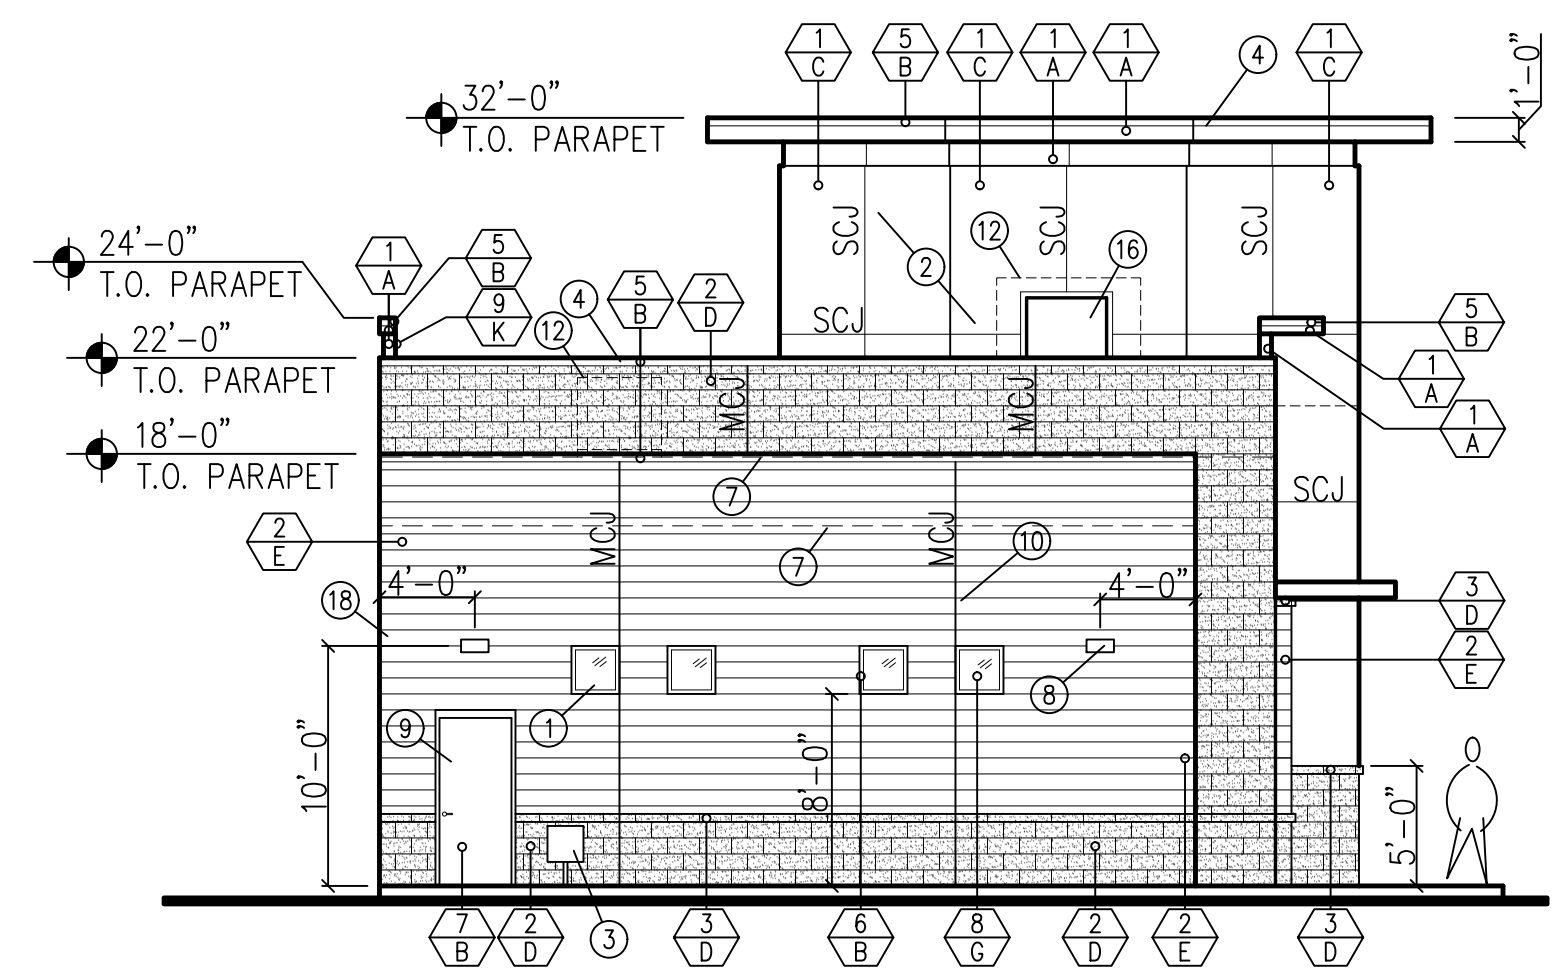 1
C
5
B
1
C
1
A
1
A
4
1
C
1'-0"
32'-0"
T.O. PARAPET
24'-0"
T.O. PARAPET
1
A
5
B
9
K
SCJ
SCJ
SCJ
12
16
2
SCJ
4
5
B
2
D
12
5
B
1
A
1
A
22'-0"
T.O. PARAPET
MCJ
MCJ
18'-0"
T.O. PARAPET
7
SCJ
2
E
MCJ
MCJ
7
10
4'-0"
4'-0"
18
3
D
2
E
8
9
1
10'-0"
8'-0"
5'-0"
7
B
2
D
3
3
D
6
B
8
G
2
D
2
E
3
D